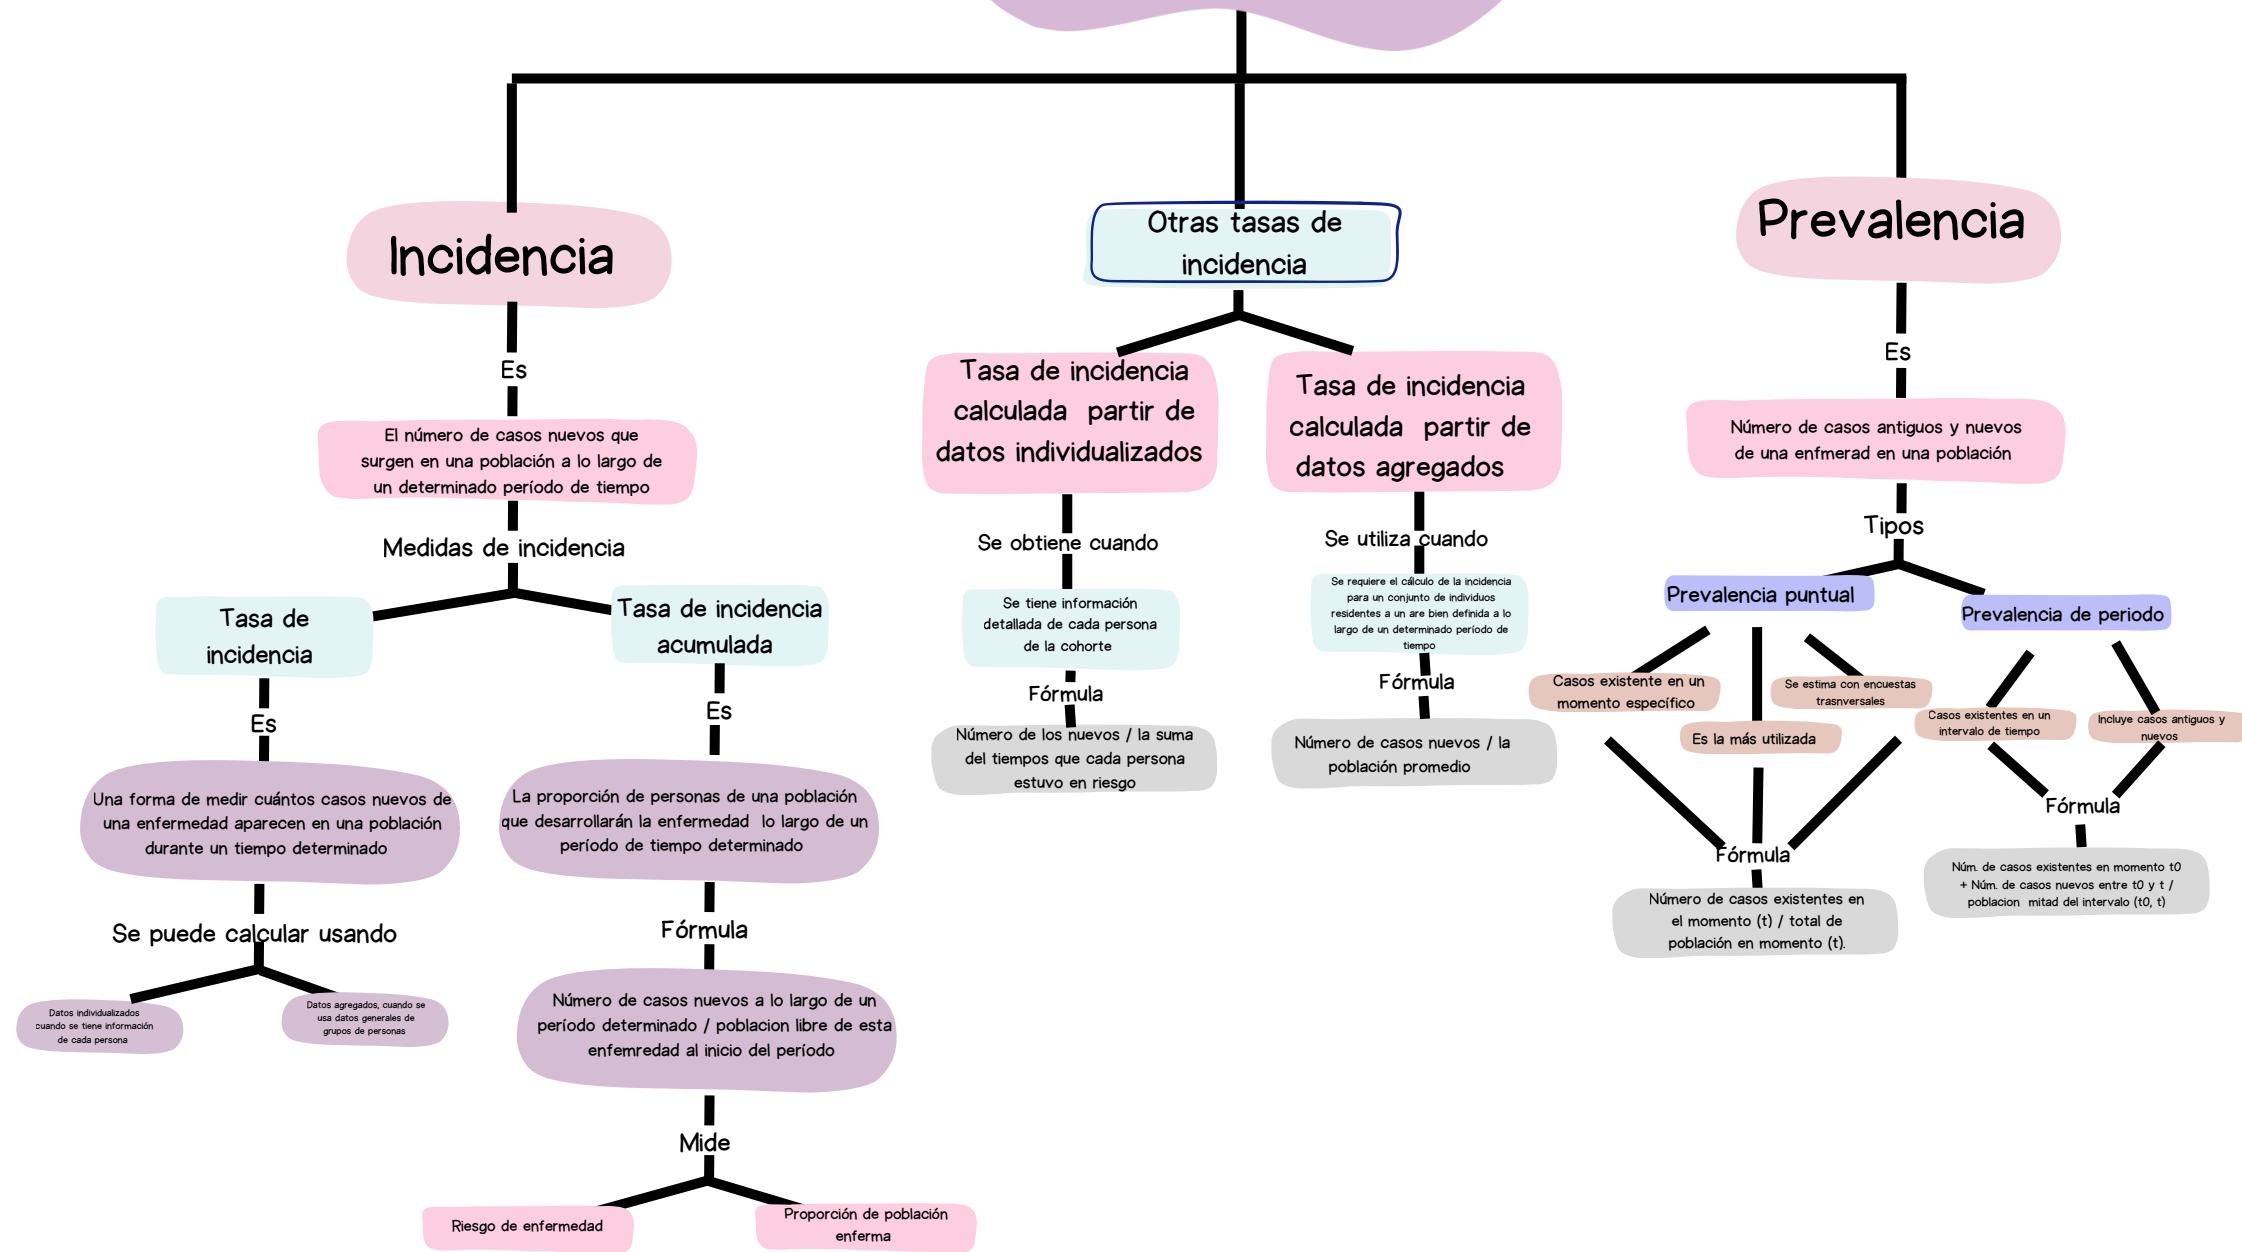 Incidencia
Es
El número de casos nuevos que
surgen en una población a lo largo de
un determinado período de tiempo
Medidas de incidencia
Tasa de
incidencia
Es
Una forma de medir cuántos casos nuevos de
una enfermedad aparecen en una población
durante un tiempo determinado
Se puede calcular usando
Datos individualizados
cuando se tiene información
de cada persona
Datos agregados, cuando se
usa datos generales de
grupos de personas
Tasa de incidencia
acumulada
Es
La proporción de personas de una población
que desarrollarán la enfermedad lo largo de un
período de tiempo determinado
Fórmula
Número de casos nuevos a lo largo de un
período determinado / poblacion libre de esta
enfemredad al inicio del período
Mide
Riesgo de enfermedad
Proporción de población
enferma
Otras tasas de
incidencia
Tasa de incidencia
calculada partir de
datos individualizados
Se obtiene cuando
Se tiene información
detallada de cada persona
de la cohorte
Fórmula
Número de los nuevos / la suma
del tiempos que cada persona
estuvo en riesgo
Tasa de incidencia
calculada partir de
datos agregados
Se utiliza cuando
Se requiere el cálculo de la incidencia
para un conjunto de individuos
residentes a un are bien definida a lo
largo de un determinado período de
tiempo
Fórmula
Número de casos nuevos / la
población promedio
Prevalencia
Es
Número de casos antiguos y nuevos
de una enfmerad en una población
Tipos
Prevalencia puntual
Casos existente en un
momento específico
Es la más utilizada
Se estima con encuestas
trasnversales
Fórmula
Número de casos existentes en
el momento (t) / total de
población en momento (t).
Prevalencia de periodo
Casos existentes en un
intervalo de tiempo
Incluye casos antiguos y
nuevos
Fórmula
Núm. de casos existentes en momento t0
+ Núm. de casos nuevos entre t0 y t /
poblacion mitad del intervalo (t0, t)